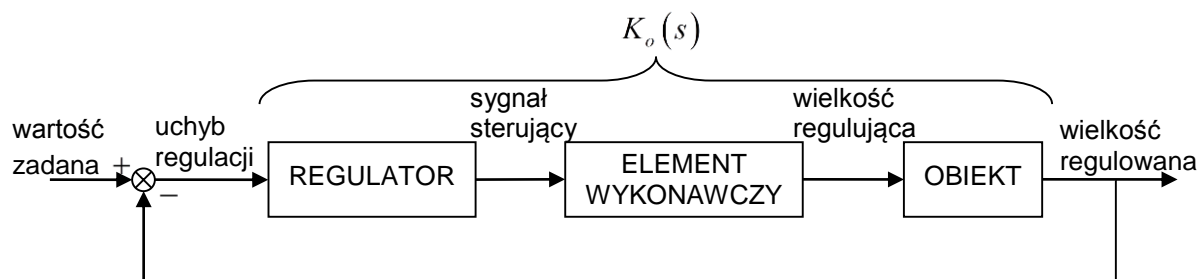 K_o(s)
wartość
zadana
+
−
uchyb
regulacji
REGULATOR
sygnał
sterujący
ELEMENT
WYKONAWCZY
wielkość
regulująca
OBIEKT
wielkość
regulowana